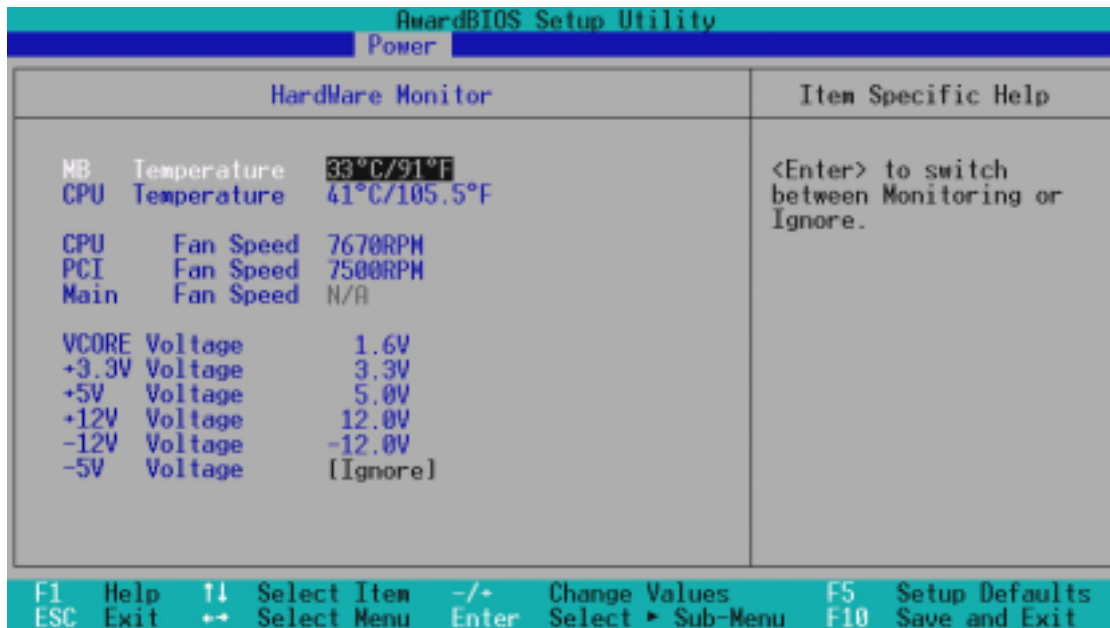 AwardBIOS Setup Utility
Power
HardWare Monitor
Item Specific Help
MB Temperature 33°C/91°F
CPU Temperature 41°C/105.5°F
CPU Fan Speed 7670RPM
PCI Fan Speed 7500RPM
Main Fan Speed N/A
VCORE Voltage 1.6V
+3.3V Voltage 3.3V
+5V Voltage 5.0V
+12V Voltage 12.0V
-12V Voltage -12.0V
-5V Voltage [Ignore]
<Enter> to switch
between Monitoring or
Ignore.
F1 Help ↑↓ Select Item -/+ Change Values F5 Setup Defaults
ESC Exit ←→ Select Menu Enter Select ► Sub-Menu F10 Save and Exit